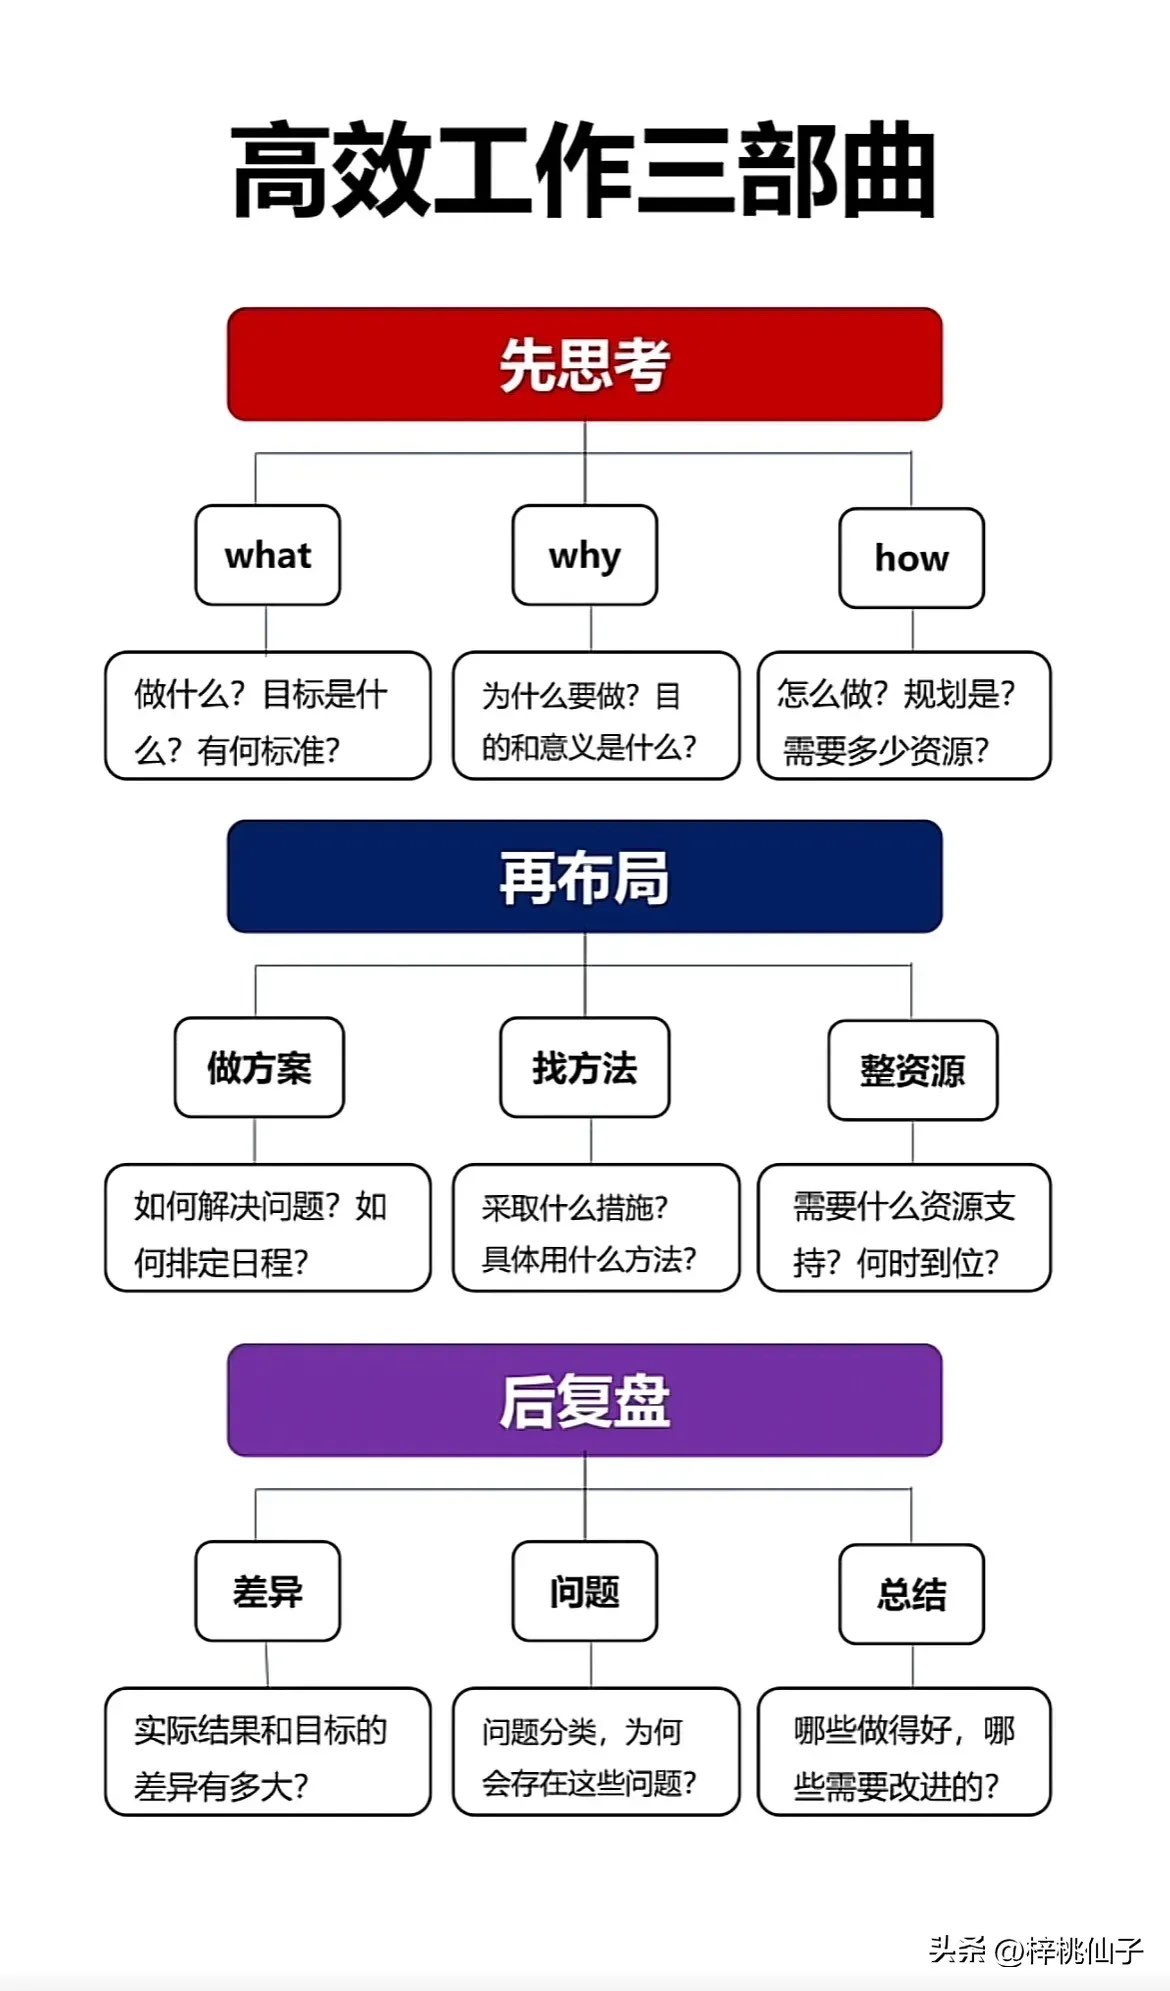 高效工作三部曲
先思考
what
why
how
做什么？目标是什
么？有何标准？
为什么要做？目
的和意义是什么？
怎么做？规划是？
需要多少资源？
再布局
做方案
找方法
整资源
如何解决问题？如
何排定日程？
采取什么措施？
具体用什么方法？
需要什么资源支
持？何时到位？
后复盘
差异
问题
总结
实际结果和目标的
差异有多大？
问题分类，为何
会存在这些问题？
哪些做得好，哪
些需要改进的？
头条 @梓桃仙子